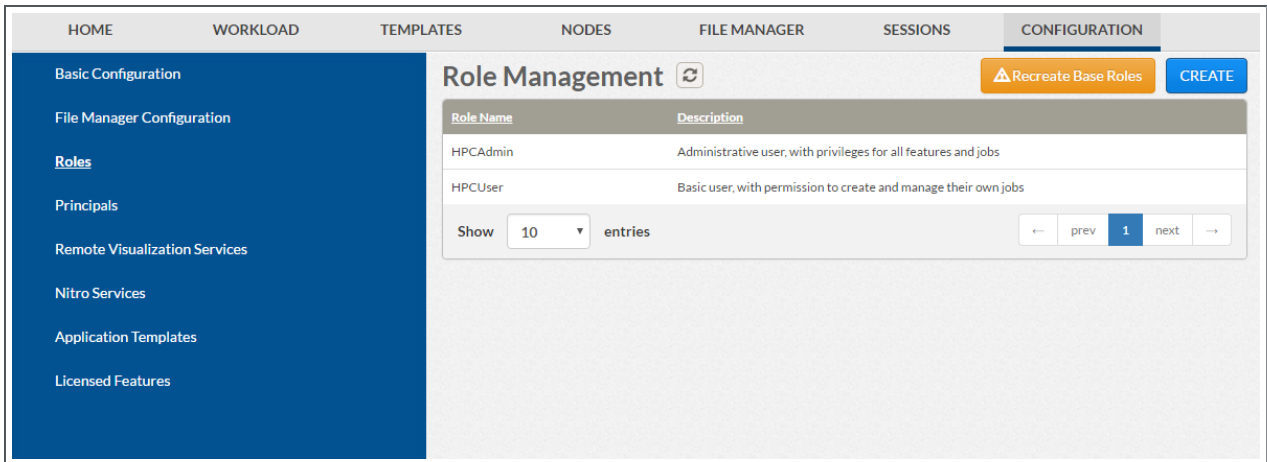 HOME WORKLOAD TEMPLATES NODES FILE MANAGER SESSIONS CONFIGURATION
Basic Configuration
File Manager Configuration
Roles
Principals
Remote Visualization Services
Nitro Services
Application Templates
Licensed Features
Role Management
Recreate Base Roles CREATE
Role Name Description
HPCAdmin Administrative user, with privileges for all features and jobs
HPCUser Basic user, with permission to create and manage their own jobs
Show 10 entries
← prev 1 next →